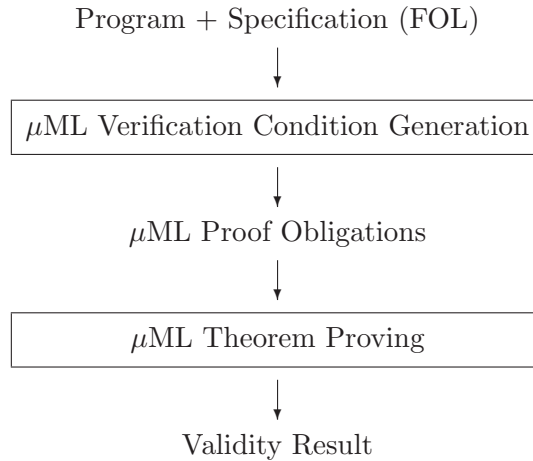 Program + Specification (FOL)
μML Verification Condition Generation
μML Proof Obligations
μML Theorem Proving
Validity Result